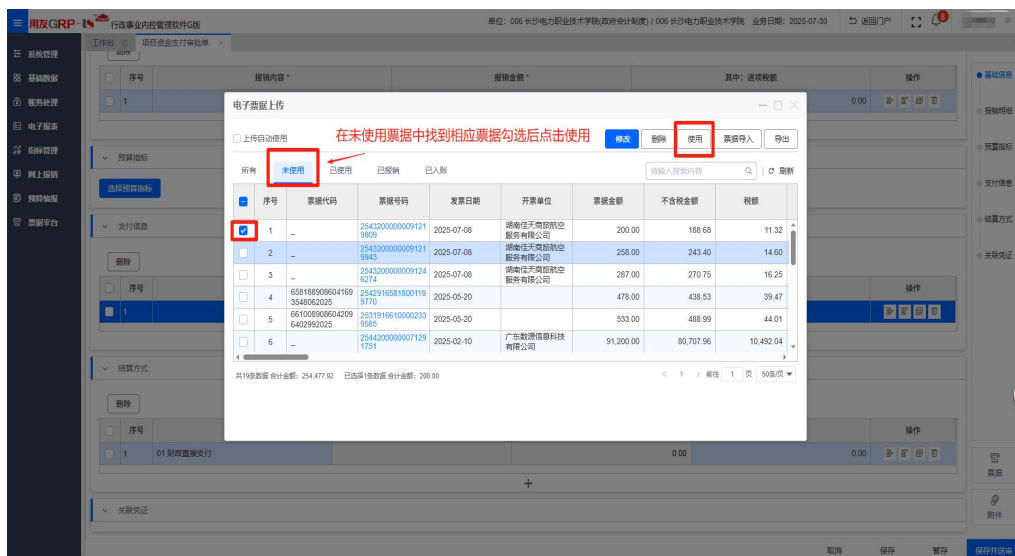 用友GRP-U8 行政事业内控管理软件G版
单位：006 长沙电力职业技术学院(政府会计制度) / 006 长沙电力职业技术学院 业务日期：2025-07-30 返回门户
工作台 项目资金支付审批单 ×
系统管理
基础数据
账务处理
电子报表
指标管理
网上报销
预算编报
票据平台
删除
序号 报销内容 * 报销金额 * 其中：进项税额 操作
1 0.00
预算指标
选择预算指标
支付信息
删除
序号 操作
1
结算方式
删除
序号 操作
1 01 财政直接支付 0.00 0.00
+
关联凭证
取消 保存 暂存 保存并送审
基础信息
报销明细
预算指标
支付信息
结算方式
关联凭证
票据
附件
电子票据上传
上传自动使用
在未使用票据中找到相应票据勾选后点击使用
修改 删除 使用 票据导入 导出
所有 未使用 已使用 已报销 已入账
请输入搜索内容 刷新
序号 票据代码 票据号码 发票日期 开票单位 票据金额 不含税金额 税额
1 _ 25432000000091219809 2025-07-08 湖南佳天商旅航空服务有限公司 200.00 188.68 11.32
2 _ 25432000000091219943 2025-07-08 湖南佳天商旅航空服务有限公司 258.00 243.40 14.60
3 _ 25432000000091246274 2025-07-08 湖南佳天商旅航空服务有限公司 287.00 270.75 16.25
4 6581889086041693548062025 25429165818001199770 2025-05-20 478.00 438.53 39.47
5 6610089086042096402992025 25319166100002339585 2025-05-20 533.00 488.99 44.01
6 _ 25442000000071291751 2025-02-10 广东数源信息科技有限公司 91,200.00 80,707.96 10,492.04
共19条数据 合计金额：254,477.92 已选择1条数据 合计金额：200.00
< 1 > 前往 1 页 50条/页